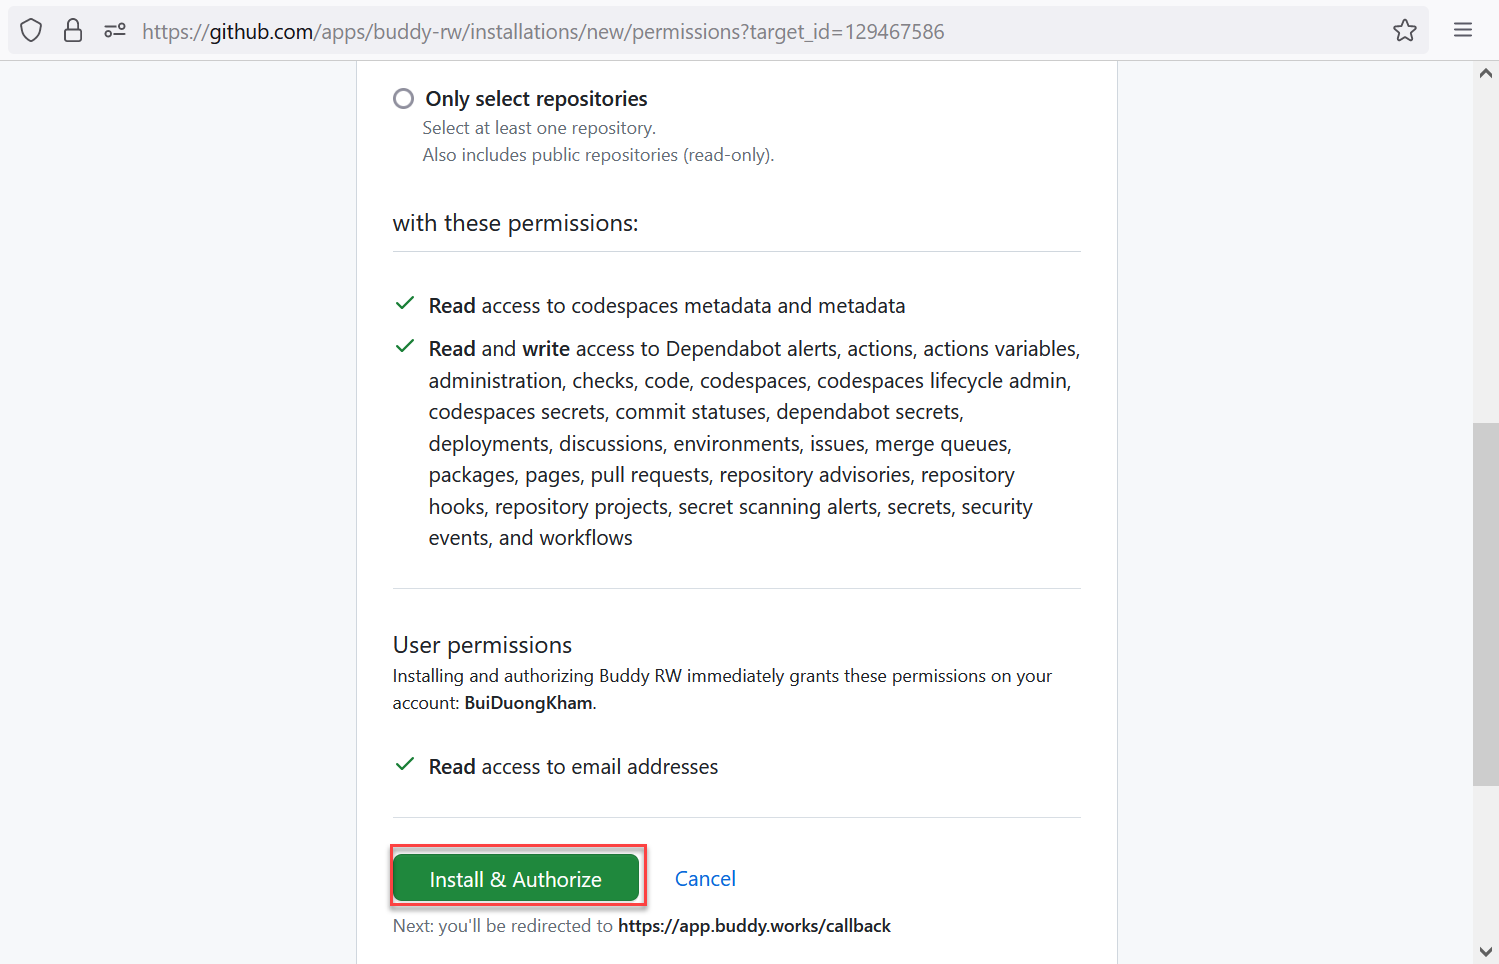 https://github.com/apps/buddy-rw/installations/new/permissions?target_id=129467586
Only select repositories
Select at least one repository.
Also includes public repositories (read-only).
with these permissions:
Read access to codespaces metadata and metadata
Read and write access to Dependabot alerts, actions, actions variables,
administration, checks, code, codespaces, codespaces lifecycle admin,
codespaces secrets, commit statuses, dependabot secrets,
deployments, discussions, environments, issues, merge queues,
packages, pages, pull requests, repository advisories, repository
hooks, repository projects, secret scanning alerts, secrets, security
events, and workflows
User permissions
Installing and authorizing Buddy RW immediately grants these permissions on your
account: BuiDuongKham.
Read access to email addresses
Install & Authorize Cancel
Next: you'll be redirected to https://app.buddy.works/callback